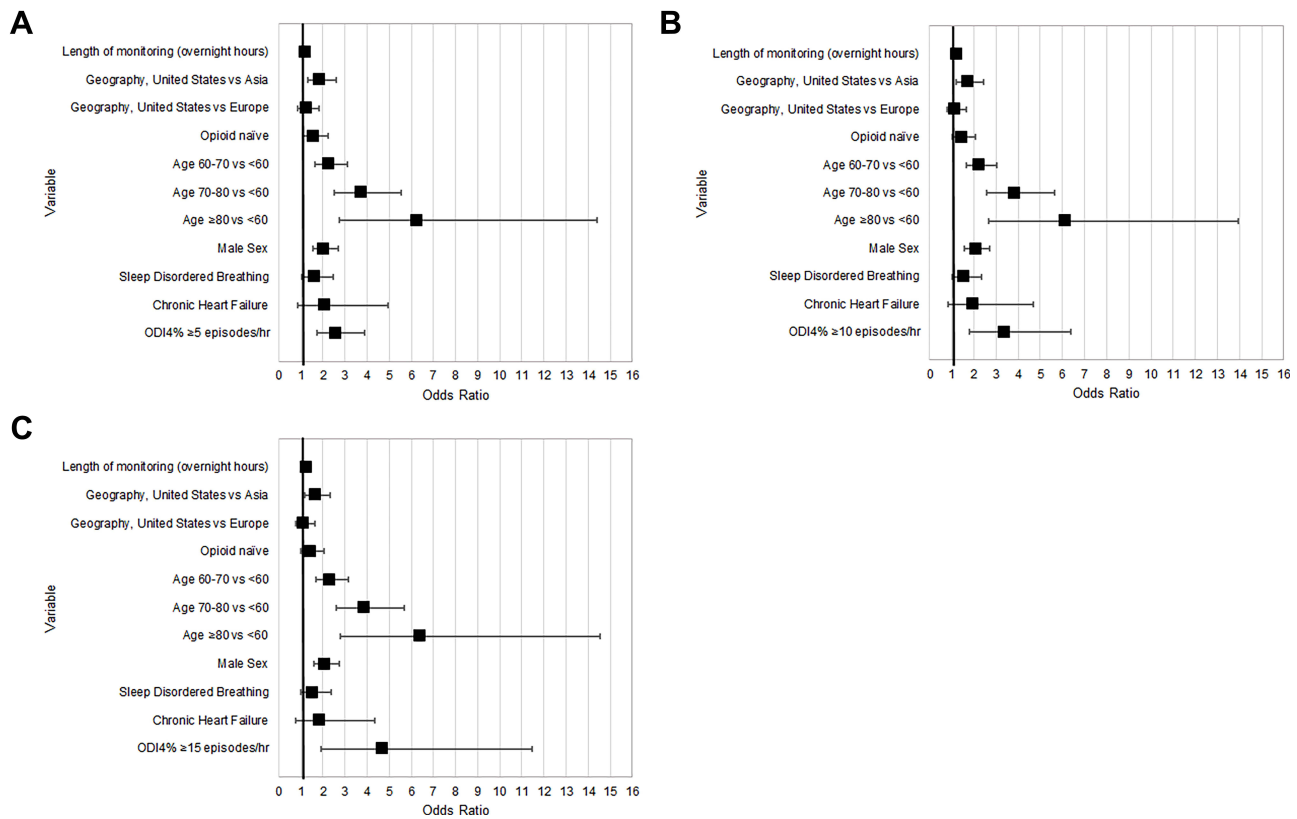 A
Length of monitoring (overnight hours)
Geography, United States vs Asia
Geography, United States vs Europe
Opioid naïve
Age 60-70 vs <60
Age 70-80 vs <60
Age ≥80 vs <60
Male Sex
Sleep Disordered Breathing
Chronic Heart Failure
ODI4% ≥5 episodes/hr
Variable
0 1 2 3 4 5 6 7 8 9 10 11 12 13 14 15 16
Odds Ratio
B
Length of monitoring (overnight hours)
Geography, United States vs Asia
Geography, United States vs Europe
Opioid naïve
Age 60-70 vs <60
Age 70-80 vs <60
Age ≥80 vs <60
Male Sex
Sleep Disordered Breathing
Chronic Heart Failure
ODI4% ≥10 episodes/hr
Variable
0 1 2 3 4 5 6 7 8 9 10 11 12 13 14 15 16
Odds Ratio
C
Length of monitoring (overnight hours)
Geography, United States vs Asia
Geography, United States vs Europe
Opioid naïve
Age 60-70 vs <60
Age 70-80 vs <60
Age ≥80 vs <60
Male Sex
Sleep Disordered Breathing
Chronic Heart Failure
ODI4% ≥15 episodes/hr
Variable
0 1 2 3 4 5 6 7 8 9 10 11 12 13 14 15 16
Odds Ratio